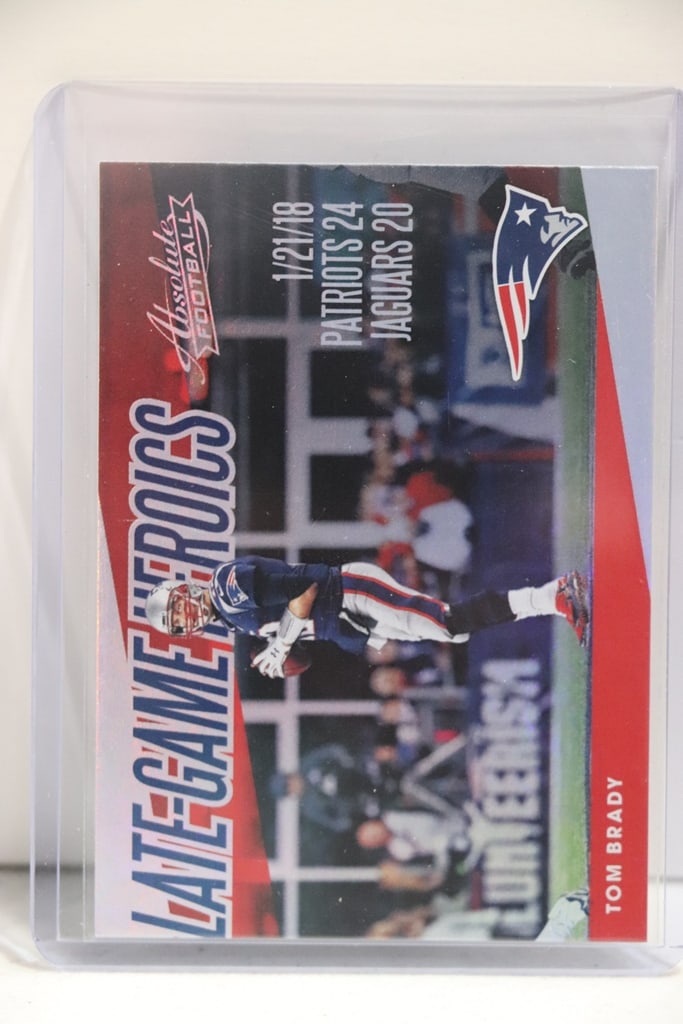 LATE-GAME HEROICS
Absolute
FOOTBALL
1/21/18
PATRIOTS 24
JAGUARS 20
TOM BRADY